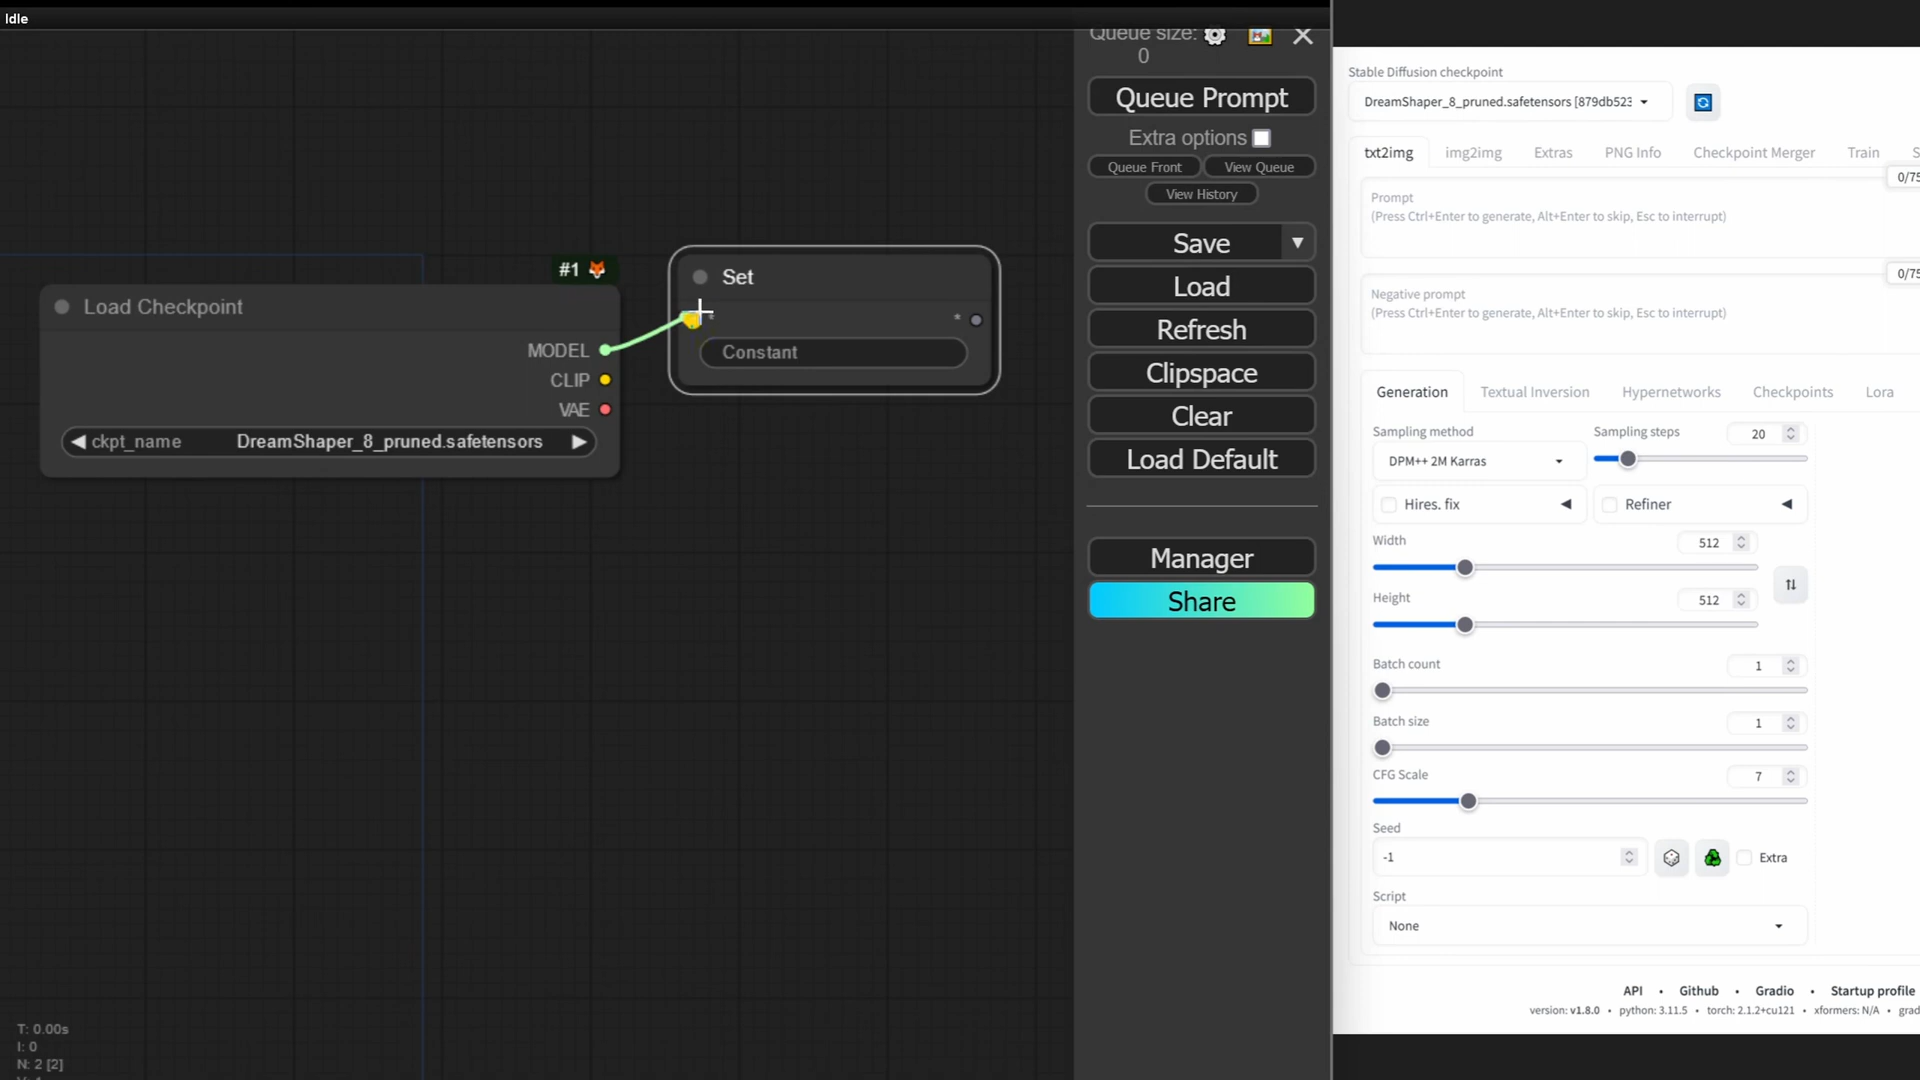 Idle
#1
Load Checkpoint
MODEL
CLIP
VAE
ckpt_name DreamShaper_8_pruned.safetensors
Set
* *
Constant
T: 0.00s
I: 0
N: 2 [2]
Queue size:
0
Queue Prompt
Extra options
Queue Front View Queue
View History
Save
Load
Refresh
Clipspace
Clear
Load Default
Manager
Share
Stable Diffusion checkpoint
DreamShaper_8_pruned.safetensors [879db523
txt2img img2img Extras PNG Info Checkpoint Merger Train S
0/75
Prompt
(Press Ctrl+Enter to generate, Alt+Enter to skip, Esc to interrupt)
0/75
Negative prompt
(Press Ctrl+Enter to generate, Alt+Enter to skip, Esc to interrupt)
Generation Textual Inversion Hypernetworks Checkpoints Lora
Sampling method Sampling steps 20
DPM++ 2M Karras
Hires. fix Refiner
Width 512
Height 512
Batch count 1
Batch size 1
CFG Scale 7
Seed
-1 Extra
Script
None
API • Github • Gradio • Startup profile
version: v1.8.0 • python: 3.11.5 • torch: 2.1.2+cu121 • xformers: N/A • grad